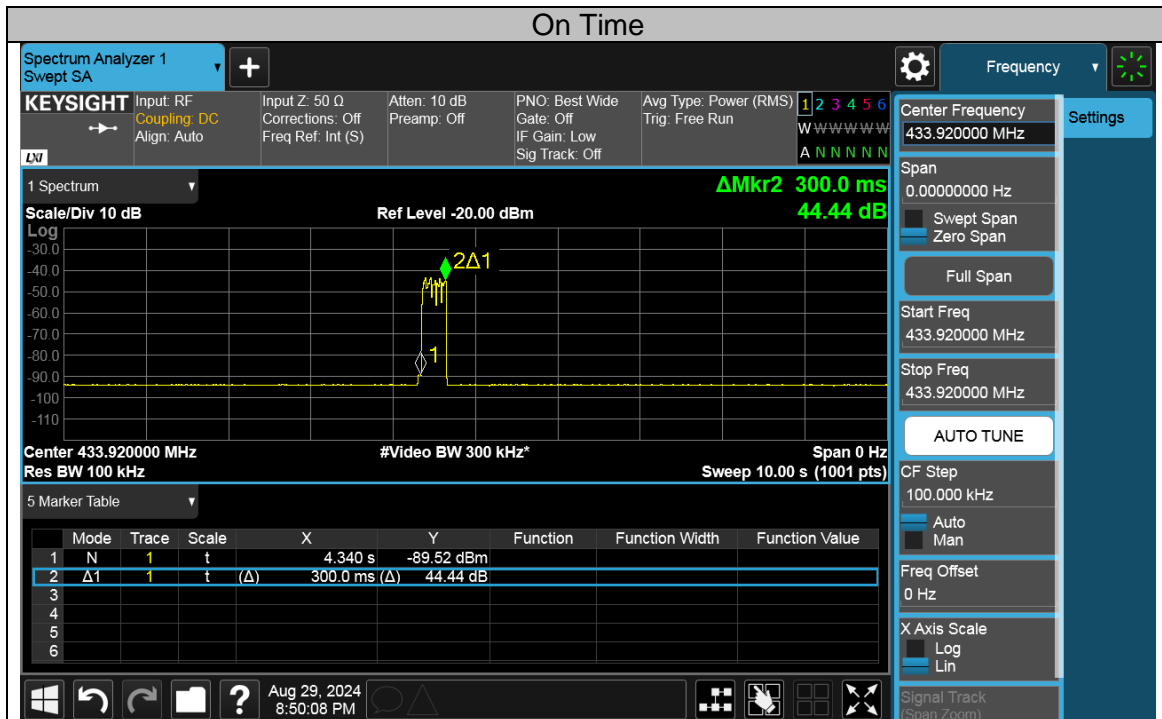 On Time
Spectrum Analyzer 1
Swept SA
Frequency
KEYSIGHT
Input: RF
Coupling: DC
Align: Auto
Input Z: 50 Ω
Corrections: Off
Freq Ref: Int (S)
Atten: 10 dB
Preamp: Off
PNO: Best Wide
Gate: Off
IF Gain: Low
Sig Track: Off
Avg Type: Power (RMS)
Trig: Free Run
1 2 3 4 5 6
W W W W W W
A N N N N N
LXI
Center Frequency
433.920000 MHz
Settings
Span
0.00000000 Hz
Swept Span
Zero Span
Full Span
Start Freq
433.920000 MHz
Stop Freq
433.920000 MHz
AUTO TUNE
CF Step
100.000 kHz
Auto
Man
Freq Offset
0 Hz
X Axis Scale
Log
Lin
Signal Track
(Span Zoom)
1 Spectrum
ΔMkr2 300.0 ms
Scale/Div 10 dB Ref Level -20.00 dBm 44.44 dB
Log
-30.0
-40.0
-50.0
-60.0
-70.0
-80.0
-90.0
-100
-110
2Δ1
1
Center 433.920000 MHz #Video BW 300 kHz* Span 0 Hz
Res BW 100 kHz Sweep 10.00 s (1001 pts)
5 Marker Table
Mode Trace Scale X Y Function Function Width Function Value
1 N 1 t 4.340 s -89.52 dBm
2 Δ1 1 t (Δ) 300.0 ms (Δ) 44.44 dB
3
4
5
6
Aug 29, 2024
8:50:08 PM